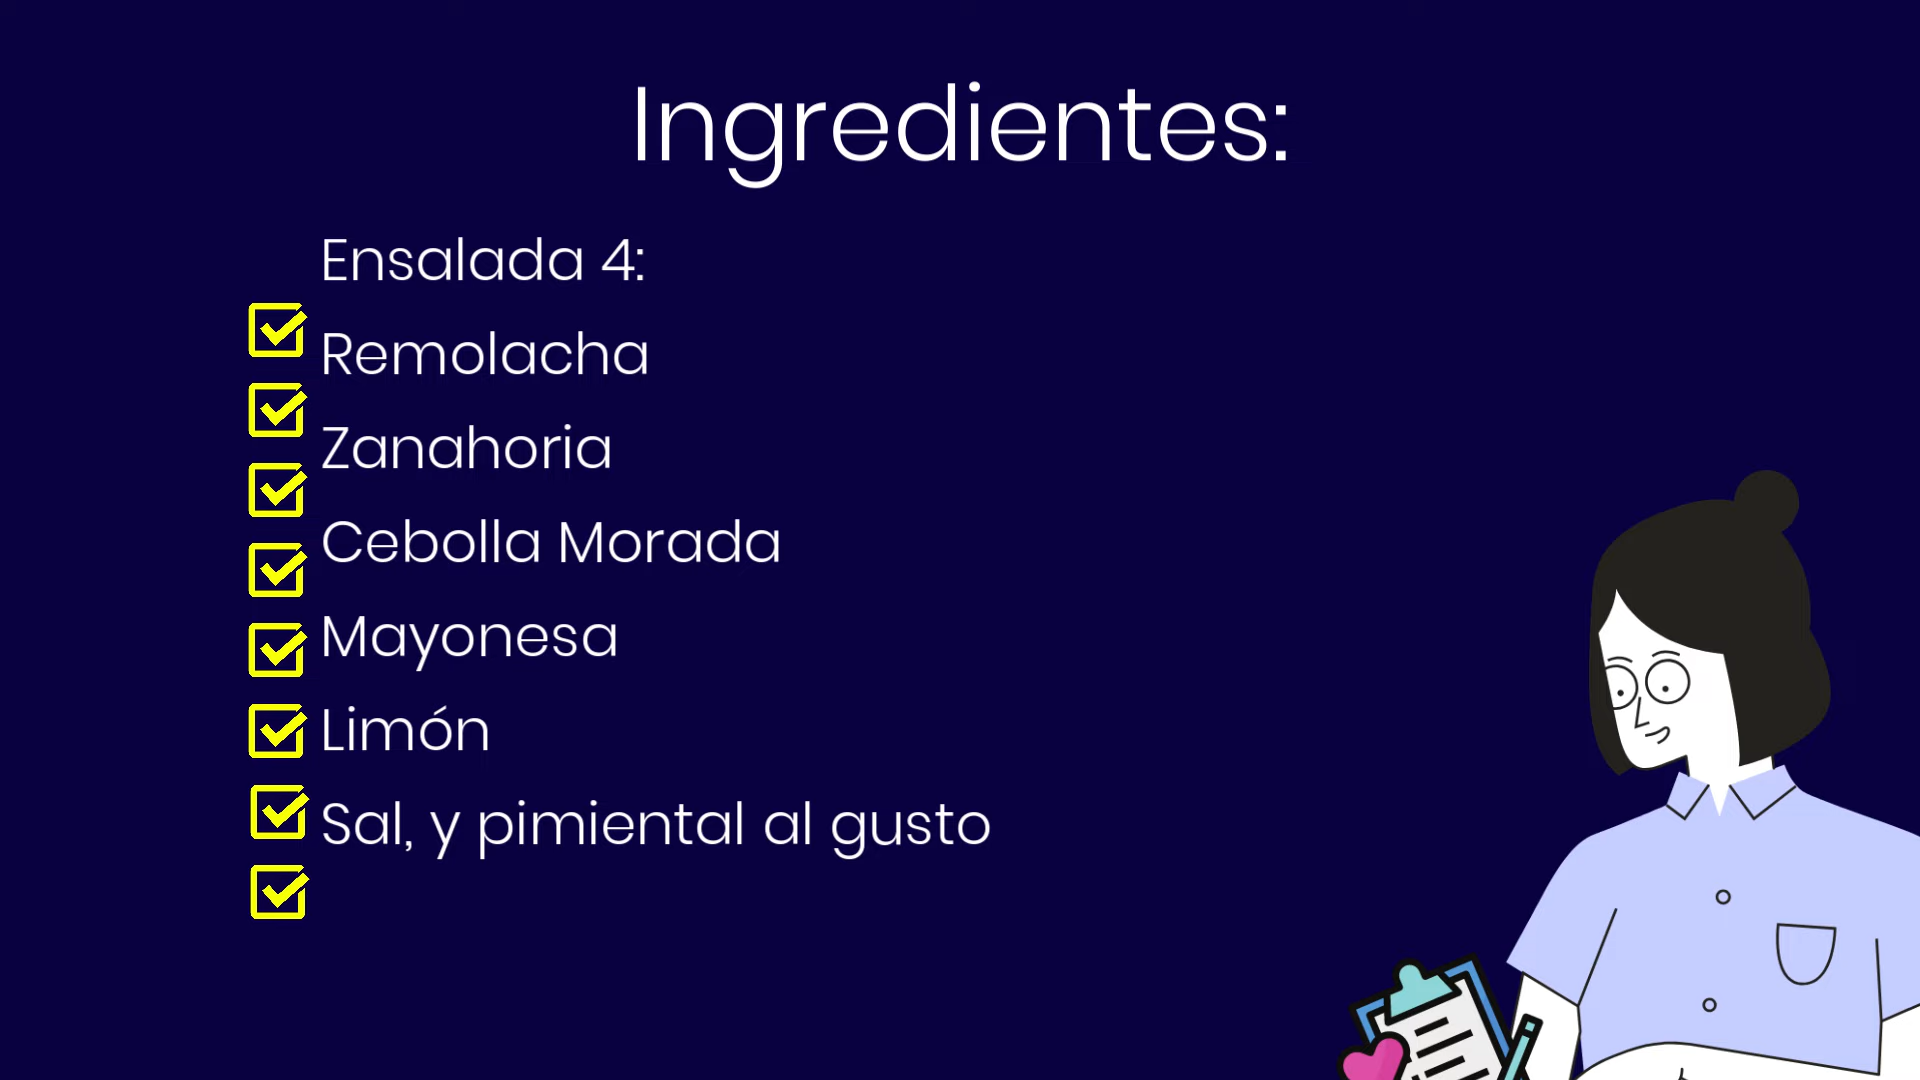 Ingredientes:
Ensalada 4:
Remolacha
Zanahoria
Cebolla Morada
Mayonesa
Limón
Sal, y pimiental al gusto